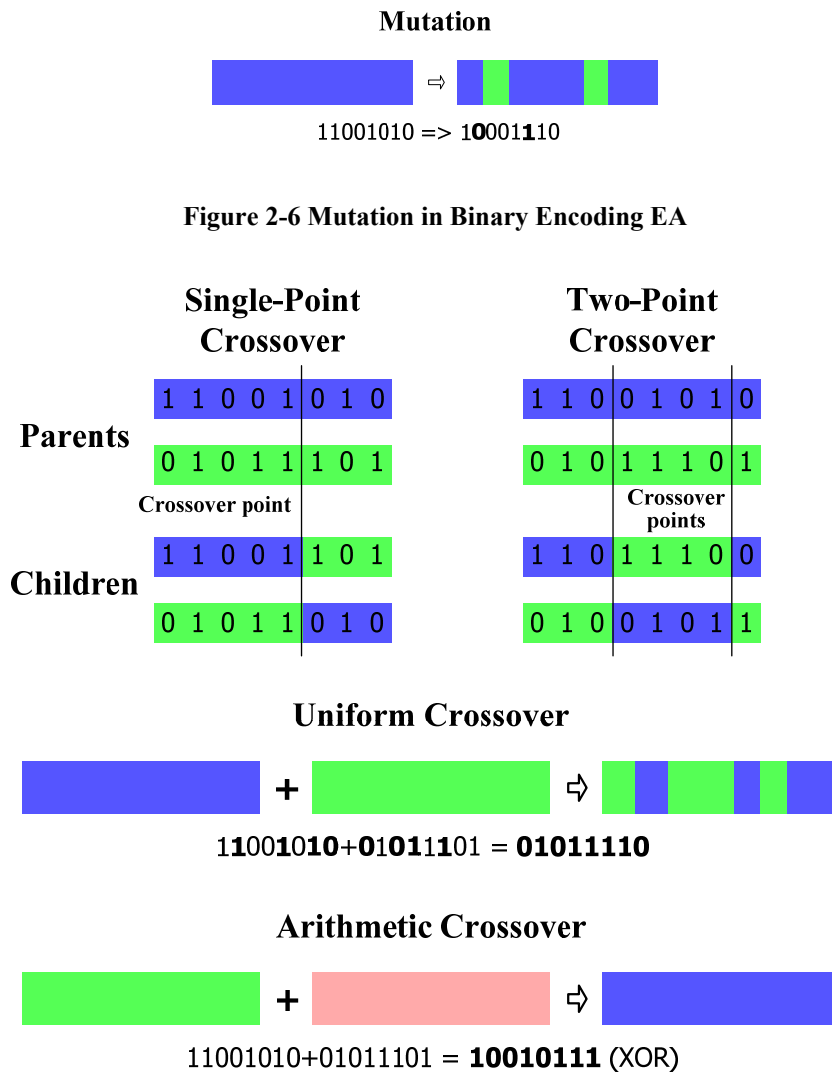 Mutation
11001010 => 10001110
Figure 2-6 Mutation in Binary Encoding EA
Single-Point
Crossover
Two-Point
Crossover
Parents
1 1 0 0 1 0 1 0
0 1 0 1 1 1 0 1
Crossover point
Children
1 1 0 0 1 1 0 1
0 1 0 1 1 0 1 0
1 1 0 0 1 0 1 0
0 1 0 1 1 1 0 1
Crossover
points
1 1 0 1 1 1 0 0
0 1 0 0 1 0 1 1
Uniform Crossover
+
11001010+01011101 = 01011110
Arithmetic Crossover
+
11001010+01011101 = 10010111 (XOR)